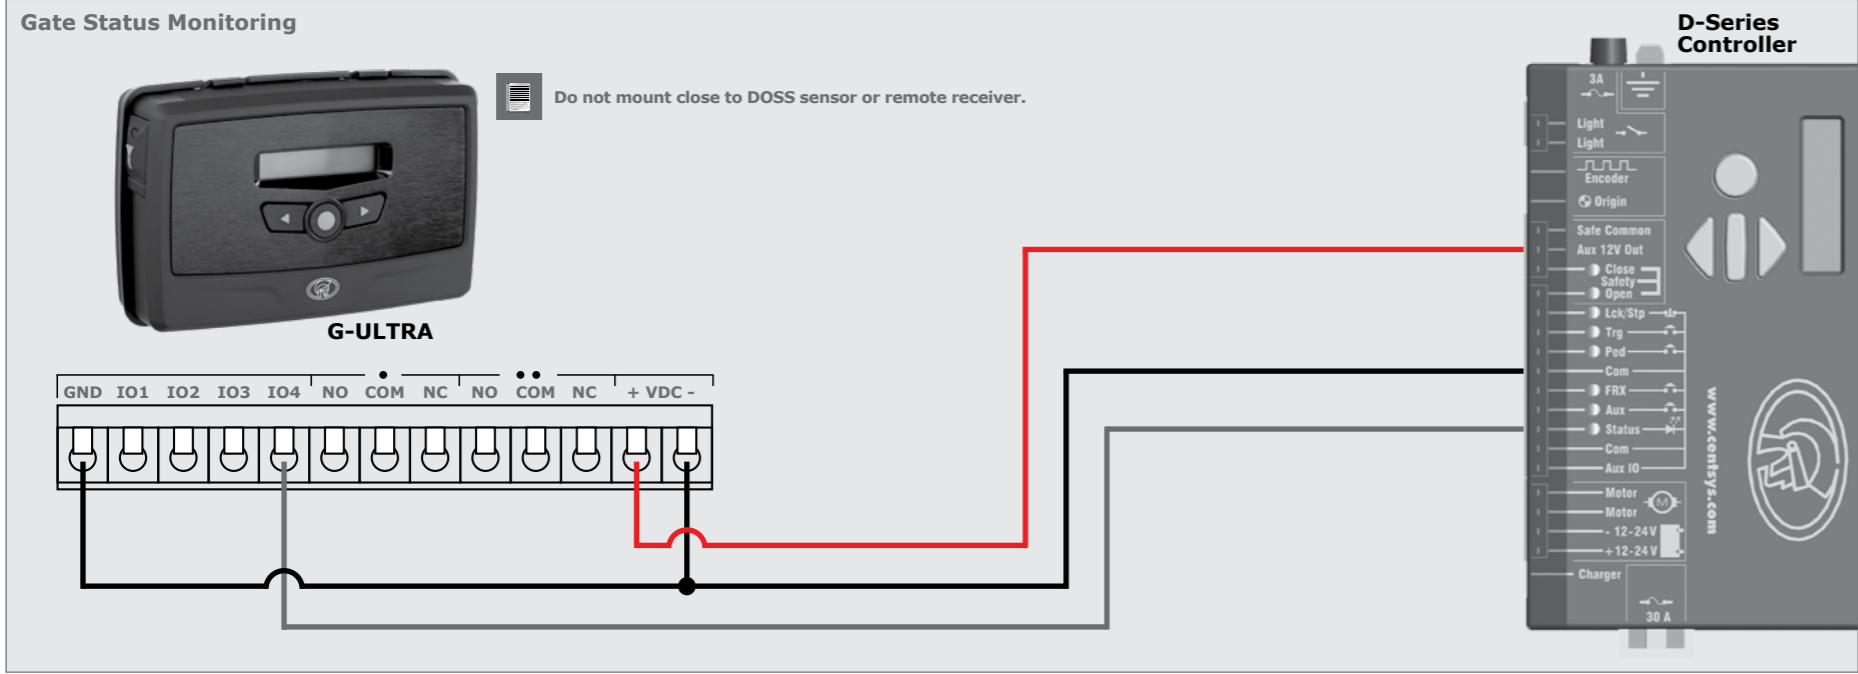 Gate Status Monitoring
D-Series
Controller
Do not mount close to DOSS sensor or remote receiver.
G-ULTRA
GND IO1 IO2 IO3 IO4 NO COM NC NO COM NC + VDC -
3A
Light
Light
Encoder
Origin
Safe Common
Aux 12V Out
Close
Safety
Open
Lck/Stp
Trg
Ped
Com
FRX
Aux
Status
Com
Aux IO
Motor
M
Motor
- 12-24V
+12-24V
Charger
30 A
www.centsys.com